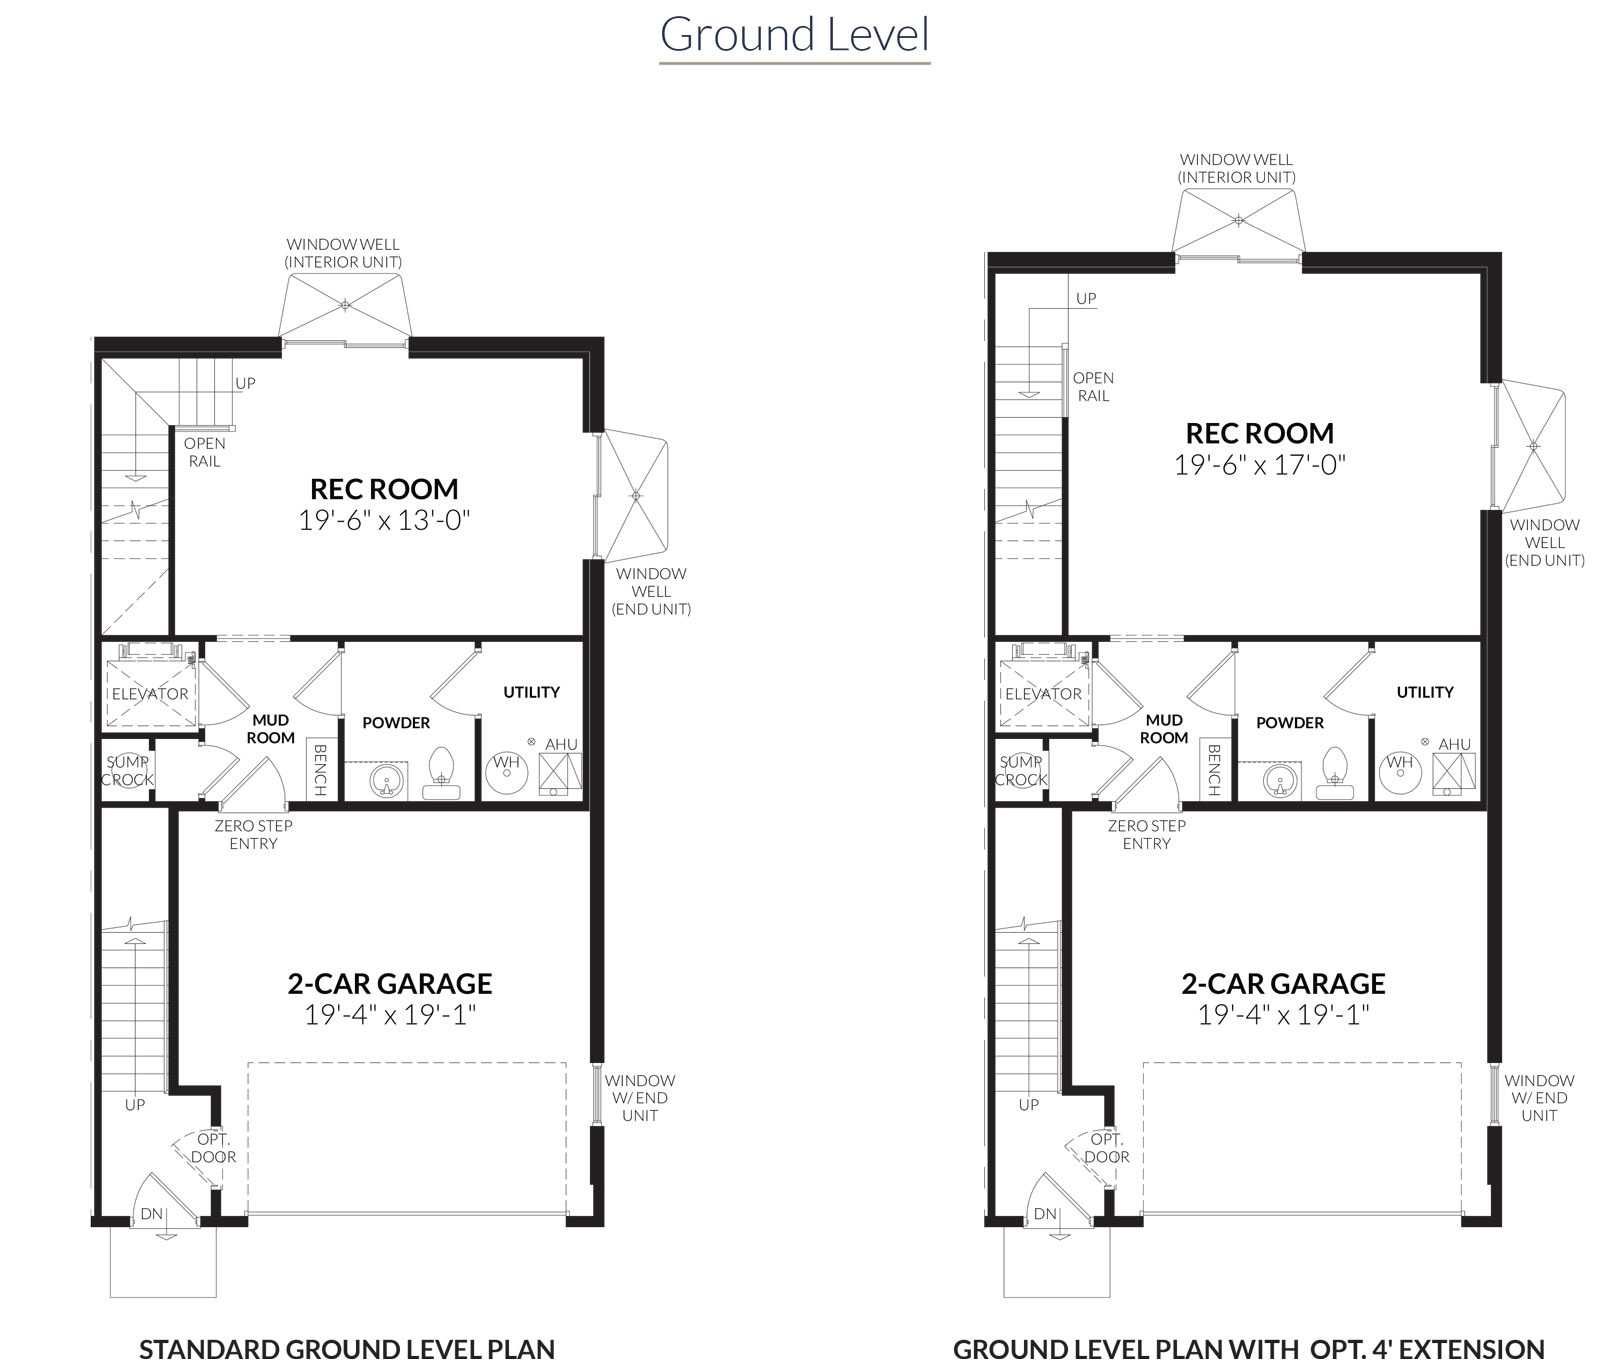 Ground Level
WINDOW WELL
(INTERIOR UNIT)
UP
OPEN
RAIL
REC ROOM
19'-6" x 13'-0"
WINDOW
WELL
(END UNIT)
ELEVATOR
MUD
ROOM
POWDER
UTILITY
SUMP
CROCK
BENCH
WH
AHU
ZERO STEP
ENTRY
2-CAR GARAGE
19'-4" x 19'-1"
UP
WINDOW
W/ END
UNIT
OPT.
DOOR
DN
STANDARD GROUND LEVEL PLAN
WINDOW WELL
(INTERIOR UNIT)
UP
OPEN
RAIL
REC ROOM
19'-6" x 17'-0"
WINDOW
WELL
(END UNIT)
ELEVATOR
MUD
ROOM
POWDER
UTILITY
SUMP
CROCK
BENCH
WH
AHU
ZERO STEP
ENTRY
2-CAR GARAGE
19'-4" x 19'-1"
UP
WINDOW
W/ END
UNIT
OPT.
DOOR
DN
GROUND LEVEL PLAN WITH OPT. 4' EXTENSION